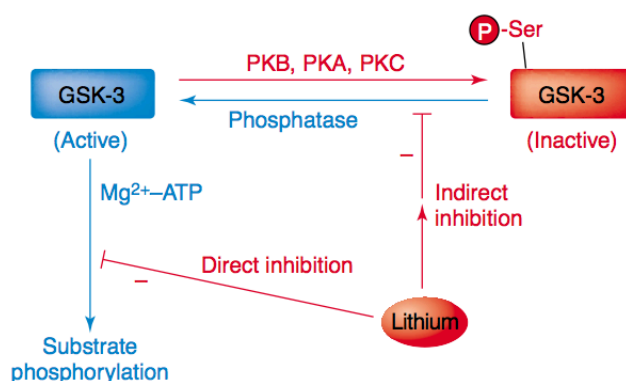 P-Ser
PKB, PKA, PKC
GSK-3
GSK-3
Phosphatase
(Active)
(Inactive)
–
Mg²⁺–ATP
Indirect
inhibition
Direct inhibition
–
Lithium
Substrate
phosphorylation